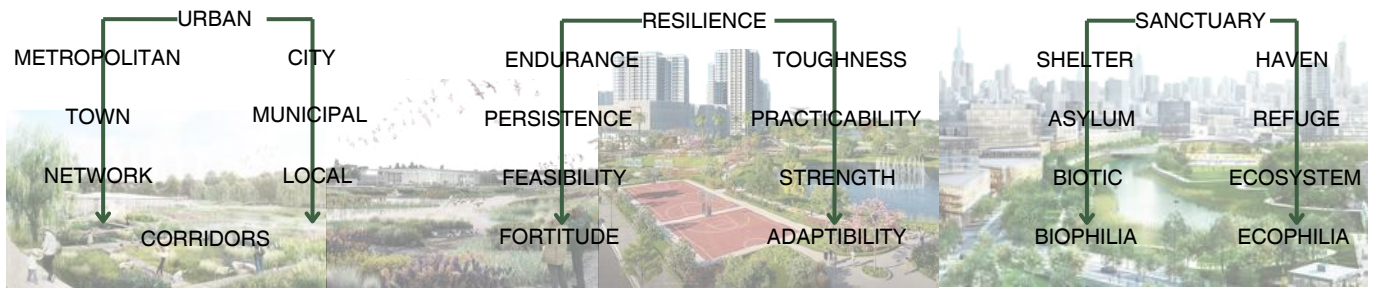 URBAN
METROPOLITAN CITY
TOWN MUNICIPAL
NETWORK LOCAL
CORRIDORS
RESILIENCE
ENDURANCE TOUGHNESS
PERSISTENCE PRACTICABILITY
FEASIBILITY STRENGTH
FORTITUDE ADAPTIBILITY
SANCTUARY
SHELTER HAVEN
ASYLUM REFUGE
BIOTIC ECOSYSTEM
BIOPHILIA ECOPHILIA